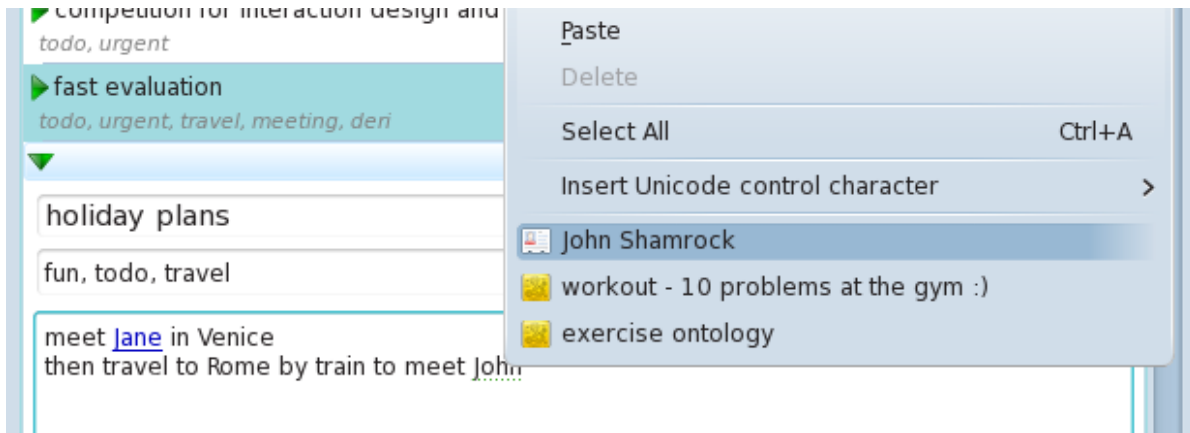 competition for interaction design and
todo, urgent
fast evaluation
todo, urgent, travel, meeting, deri
holiday plans
fun, todo, travel
meet Jane in Venice
then travel to Rome by train to meet John
Paste
Delete
Select All Ctrl+A
Insert Unicode control character
John Shamrock
workout - 10 problems at the gym :)
exercise ontology